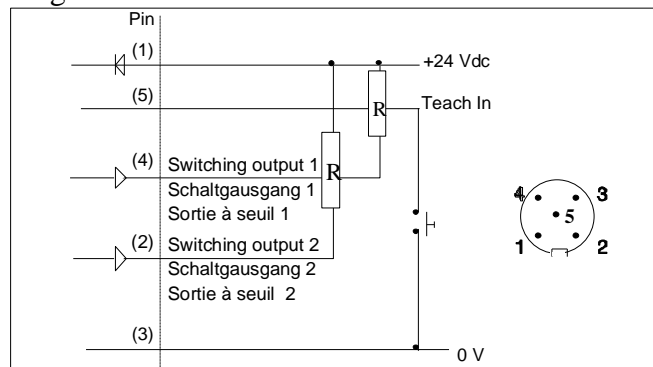 Pin
(1)
+24 Vdc
(5)
R
Teach In
(4)
Switching output 1
R
Schaltgausgang 1
Sortie à seuil 1
(2)
Switching output 2
Schaltgausgang 2
Sortie à seuil 2
(3)
0 V
4
3
5
1
2